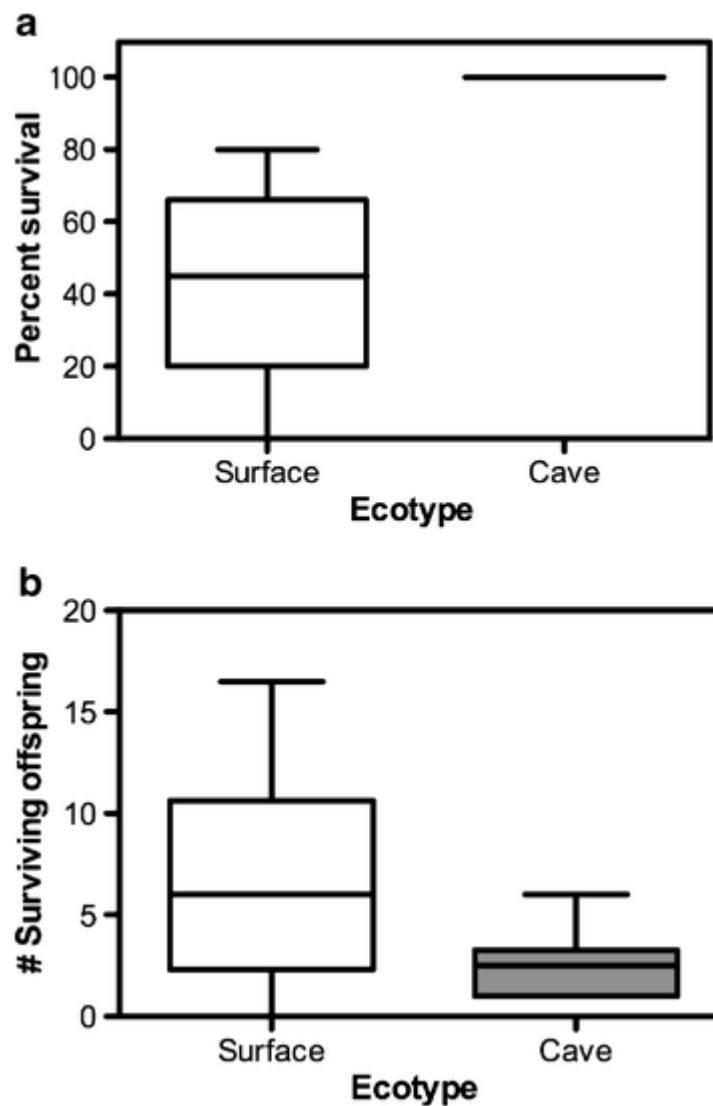 a
Percent survival
100
80
60
40
20
0
Surface Cave
Ecotype
b
# Surviving offspring
20
15
10
5
0
Surface Cave
Ecotype